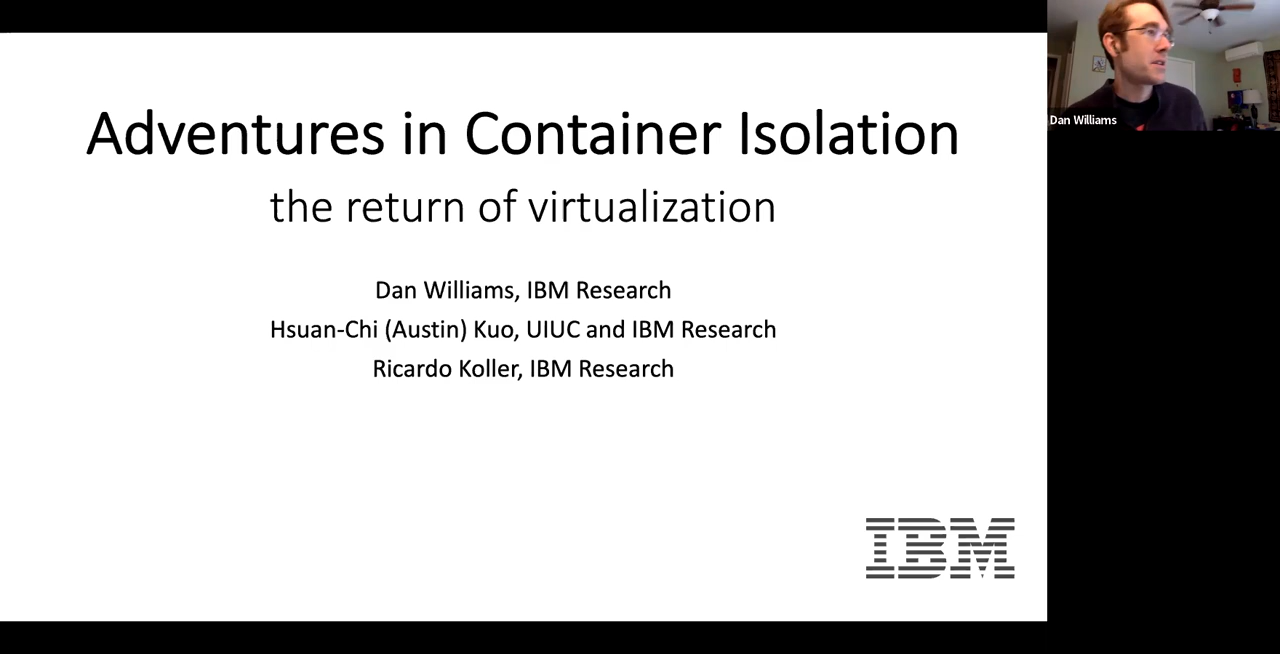 Adventures in Container Isolation
the return of virtualization
Dan Williams, IBM Research
Hsuan-Chi (Austin) Kuo, UIUC and IBM Research
Ricardo Koller, IBM Research
IBM
Dan Williams